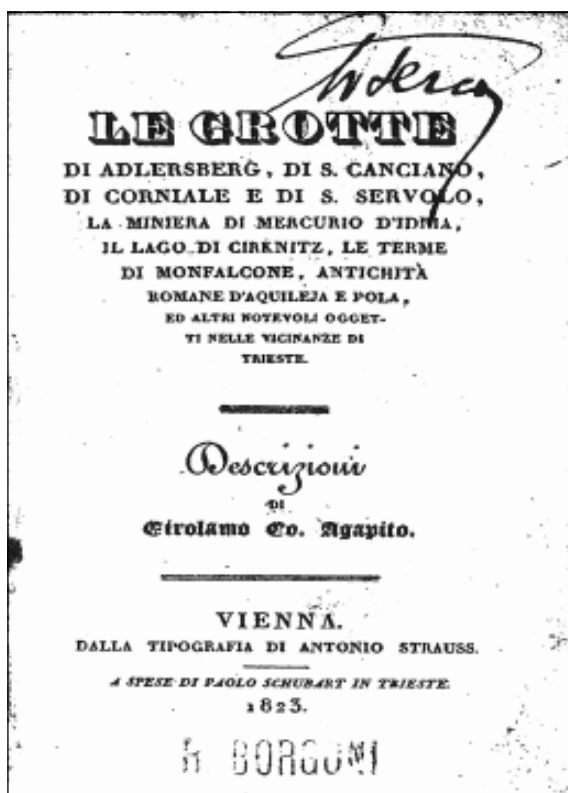 LE GROTTE
DI ADLERSBERG, DI S. CANCIANO,
DI CORNIALE E DI S. SERVOLO,
LA MINIERA DI MERCURIO D'IDRIA,
IL LAGO DI CIRKNITZ, LE TERME
DI MONFALCONE, ANTICHITÀ
ROMANE D'AQUILEJA E POLA,
ED ALTRI NOTEVOLI OGGET-
TI NELLE VICINANZE DI
TRIESTE.
Descrizioni
DI
Girolamo Co. Agapito.
VIENNA.
DALLA TIPOGRAFIA DI ANTONIO STRAUSS.
A SPESE DI PAOLO SCHUBART IN TRIESTE.
1823.